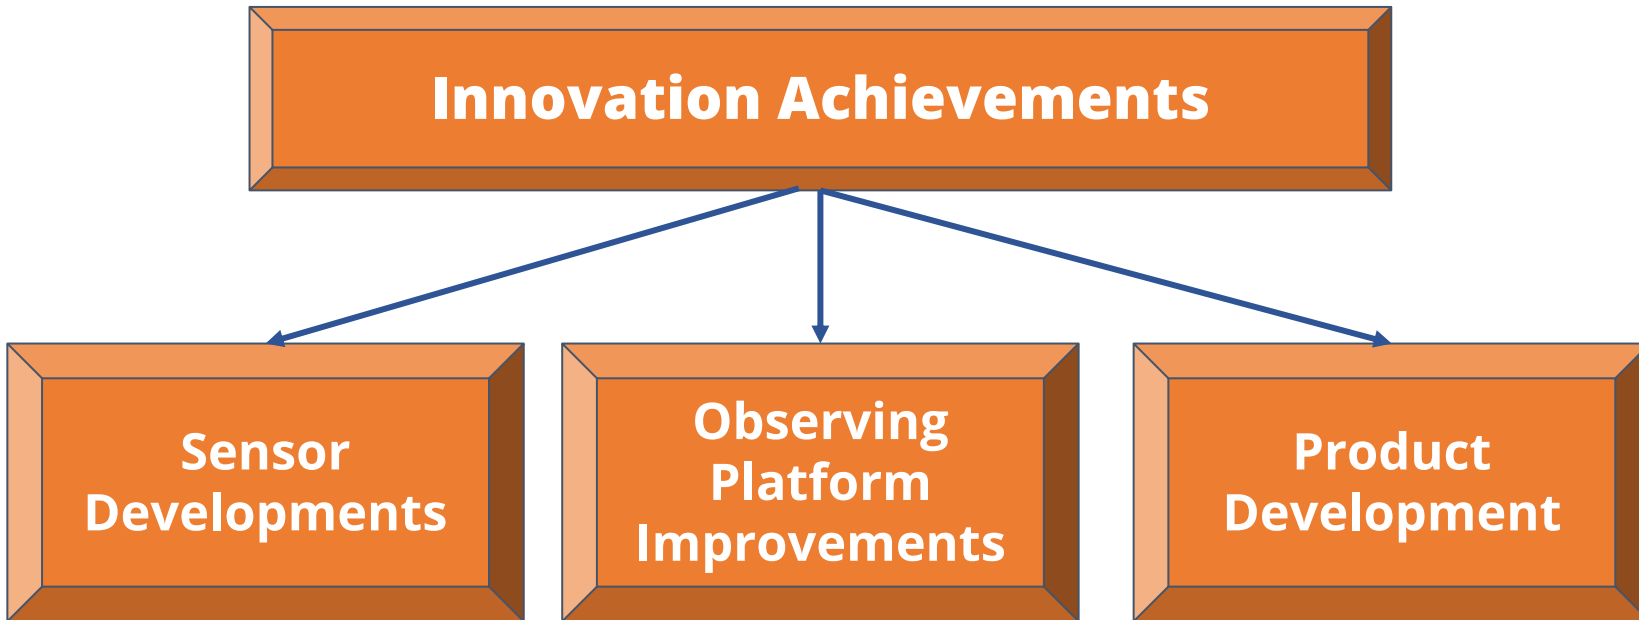 Innovation Achievements
Sensor
Developments
Observing
Platform
Improvements
Product
Development